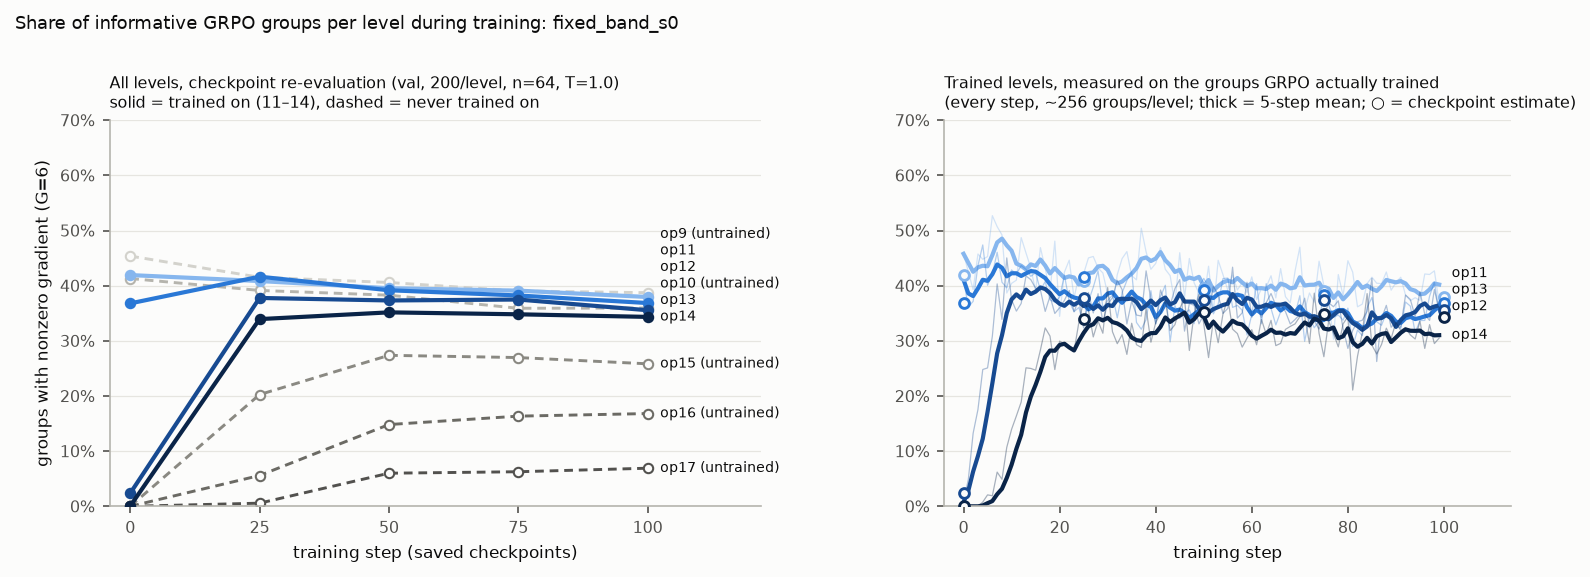 Share of informative GRPO groups per level during training: fixed_band_s0
All levels, checkpoint re-evaluation (val, 200/level, n=64, T=1.0)
solid = trained on (11–14), dashed = never trained on
groups with nonzero gradient (G=6)
70%
60%
50%
40%
30%
20%
10%
0%
op9 (untrained)
op11
op12
op10 (untrained)
op13
op14
op15 (untrained)
op16 (untrained)
op17 (untrained)
0
25
50
75
100
training step (saved checkpoints)
Trained levels, measured on the groups GRPO actually trained
(every step, ~256 groups/level; thick = 5-step mean; ○ = checkpoint estimate)
70%
60%
50%
40%
30%
20%
10%
0%
op11
op13
op12
op14
0
20
40
60
80
100
training step